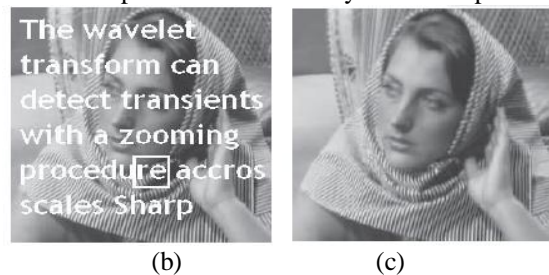 The wavelet
transform can
detect transients
with a zooming
procedure accros
scales Sharp
(b)
(c)